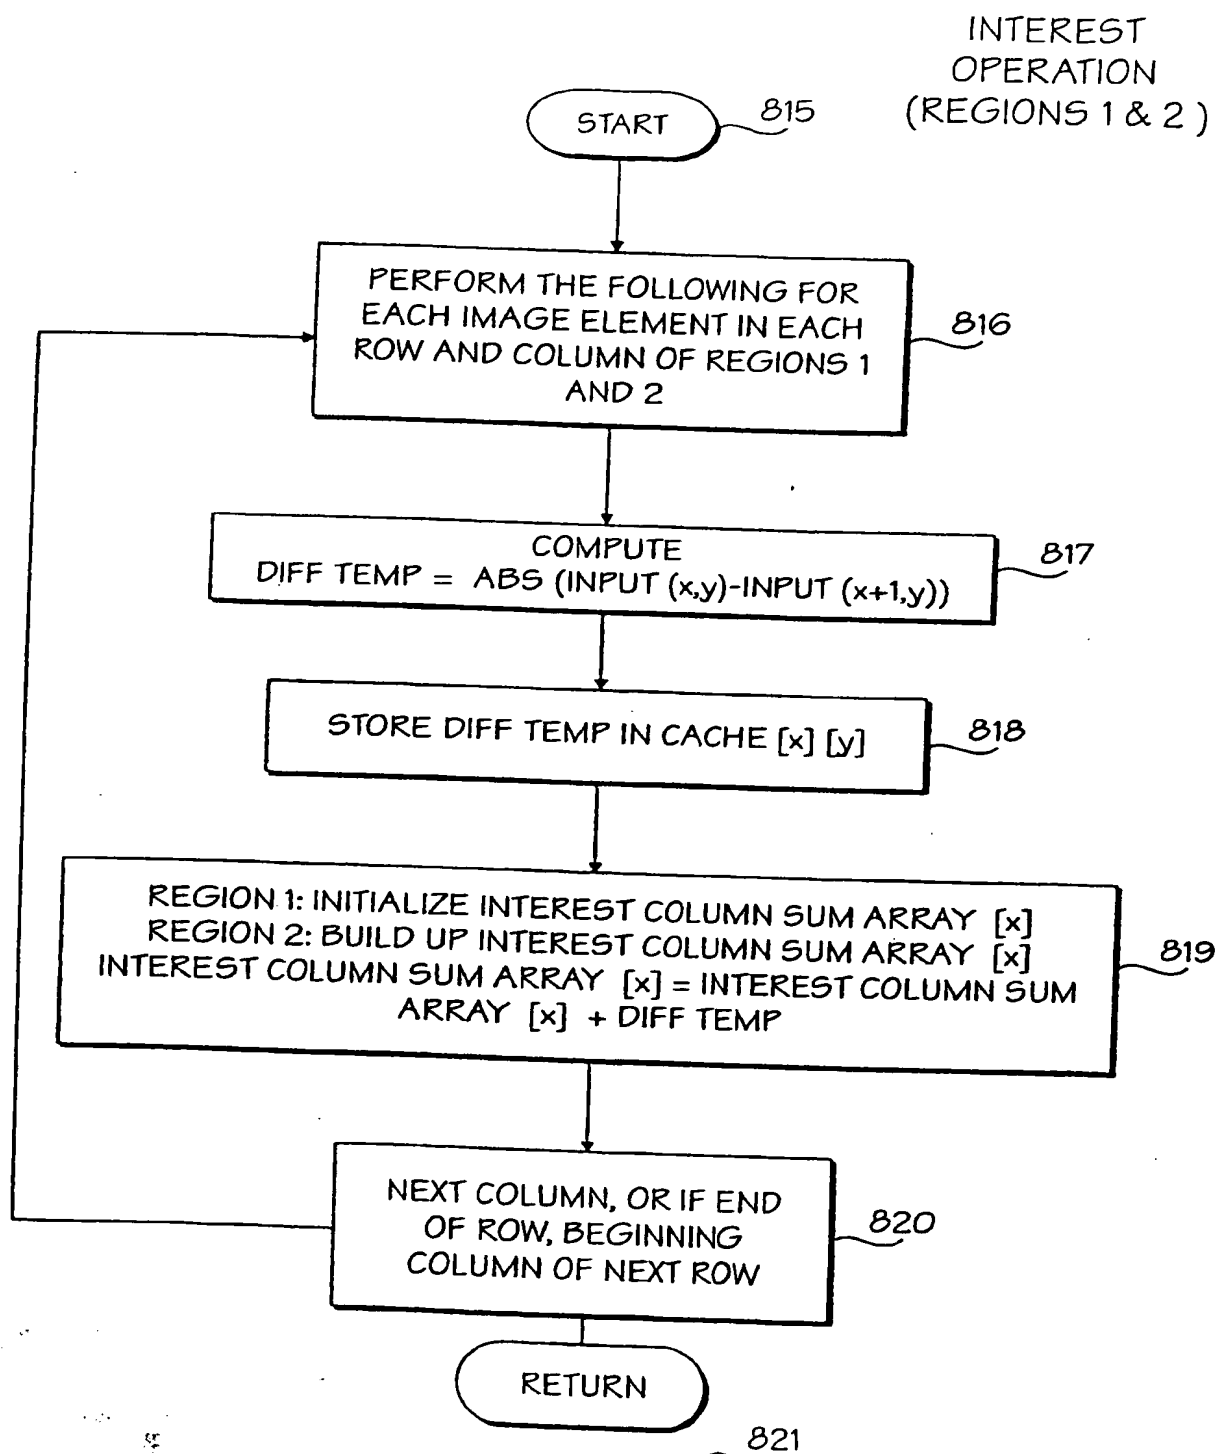 INTEREST
OPERATION
(REGIONS 1 & 2 )
START
815
PERFORM THE FOLLOWING FOR
EACH IMAGE ELEMENT IN EACH
ROW AND COLUMN OF REGIONS 1
AND 2
816
COMPUTE
DIFF TEMP = ABS (INPUT (x,y)-INPUT (x+1,y))
817
STORE DIFF TEMP IN CACHE [x] [y]
818
REGION 1: INITIALIZE INTEREST COLUMN SUM ARRAY [x]
REGION 2: BUILD UP INTEREST COLUMN SUM ARRAY [x]
INTEREST COLUMN SUM ARRAY [x] = INTEREST COLUMN SUM
ARRAY [x] + DIFF TEMP
819
NEXT COLUMN, OR IF END
OF ROW, BEGINNING
COLUMN OF NEXT ROW
820
RETURN
821